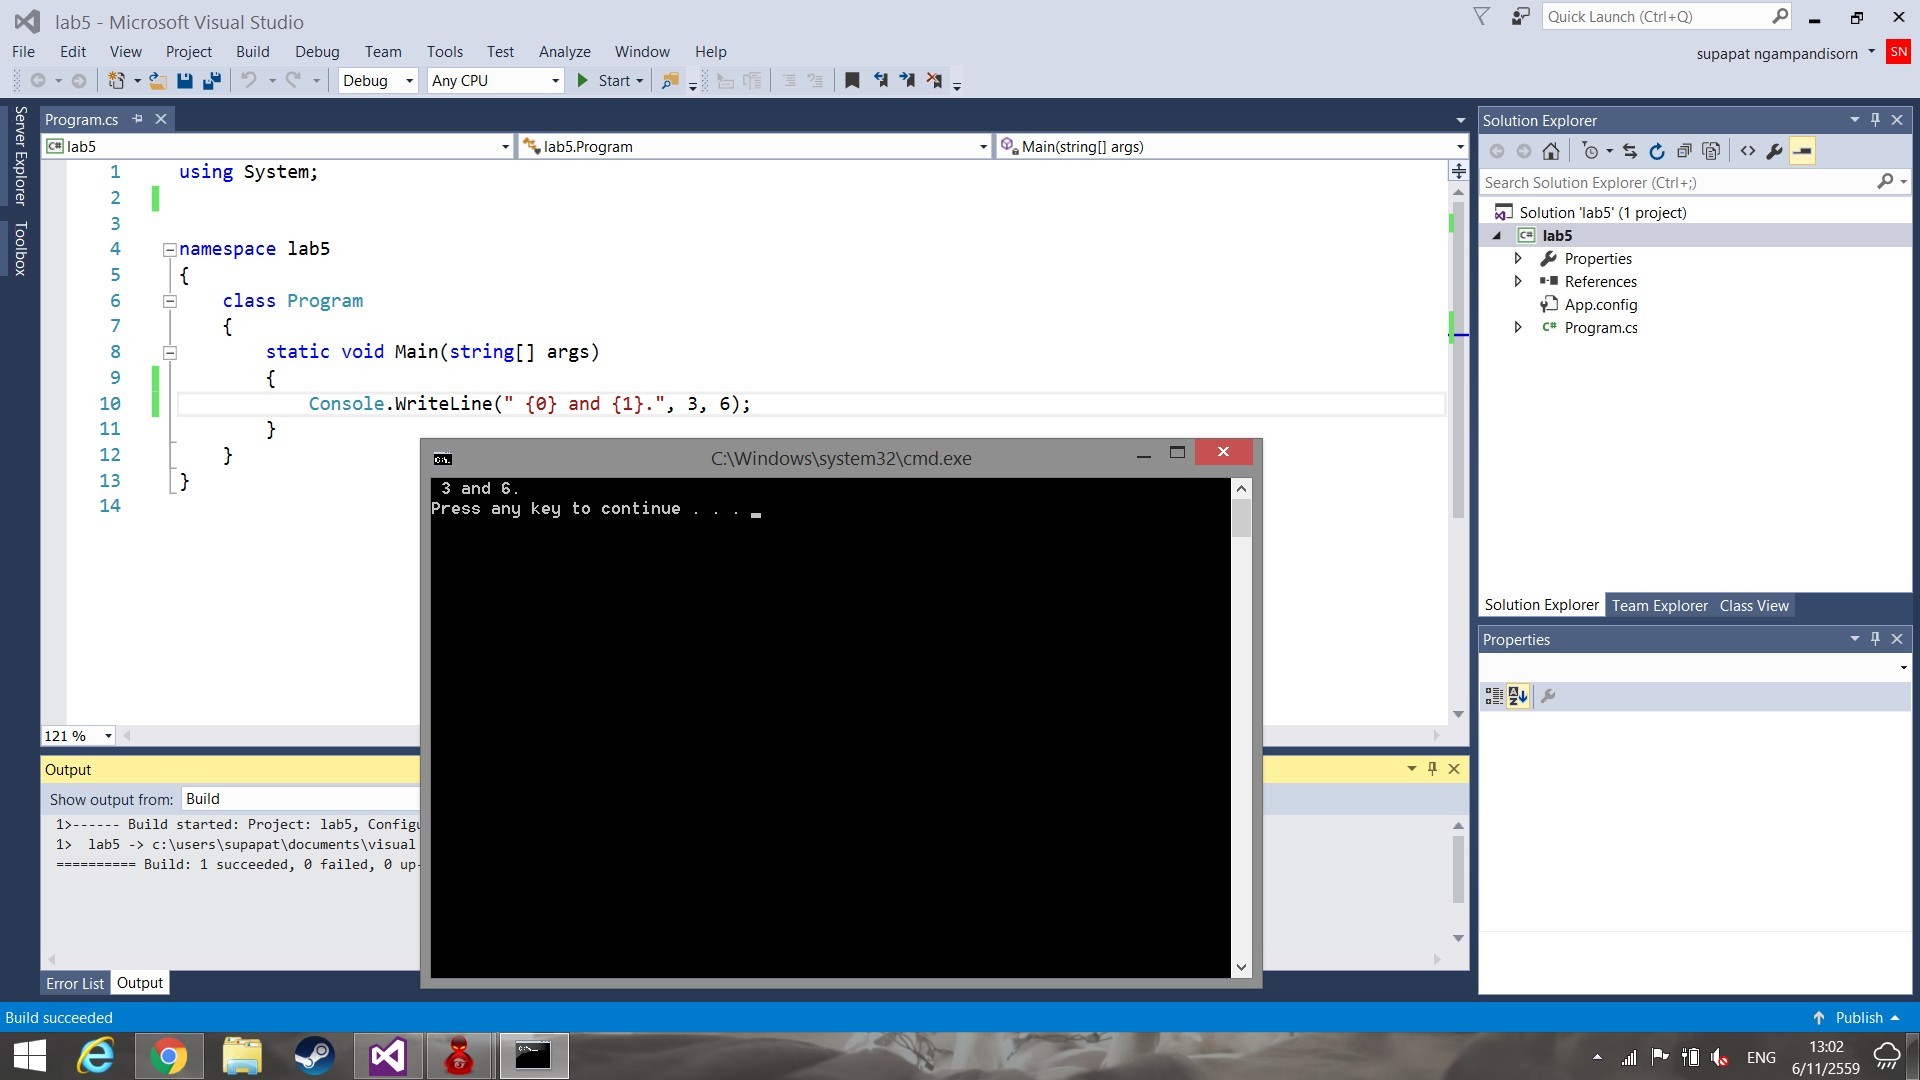 lab5 - Microsoft Visual Studio
Quick Launch (Ctrl+Q)
File Edit View Project Build Debug Team Tools Test Analyze Window Help
supapat ngampandisorn SN
Debug Any CPU Start
Server Explorer
Toolbox
Program.cs
lab5 lab5.Program Main(string[] args)
1 using System;
2
3
4 namespace lab5
5 {
6 class Program
7 {
8 static void Main(string[] args)
9 {
10 Console.WriteLine(" {0} and {1}.", 3, 6);
11 }
12 }
13 }
14
121 %
C:\Windows\system32\cmd.exe
3 and 6.
Press any key to continue . . .
Output
Show output from: Build
1>------ Build started: Project: lab5, Configu
1> lab5 -> c:\users\supapat\documents\visual
========== Build: 1 succeeded, 0 failed, 0 up-
Error List Output
Solution Explorer
Search Solution Explorer (Ctrl+;)
Solution 'lab5' (1 project)
C# lab5
Properties
References
App.config
C# Program.cs
Solution Explorer Team Explorer Class View
Properties
Build succeeded
Publish
ENG
13:02
6/11/2559